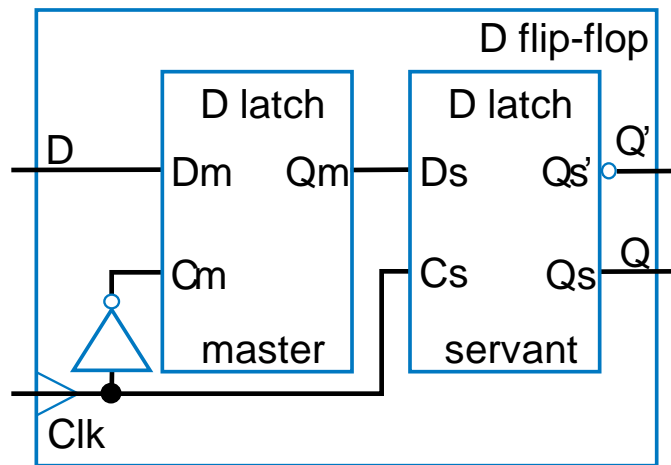 D flip-flop
D latch
D latch
D
Q’
Dm
Qm
Ds
Qs’
Q
Cm
Cs
Qs
master
servant
Clk